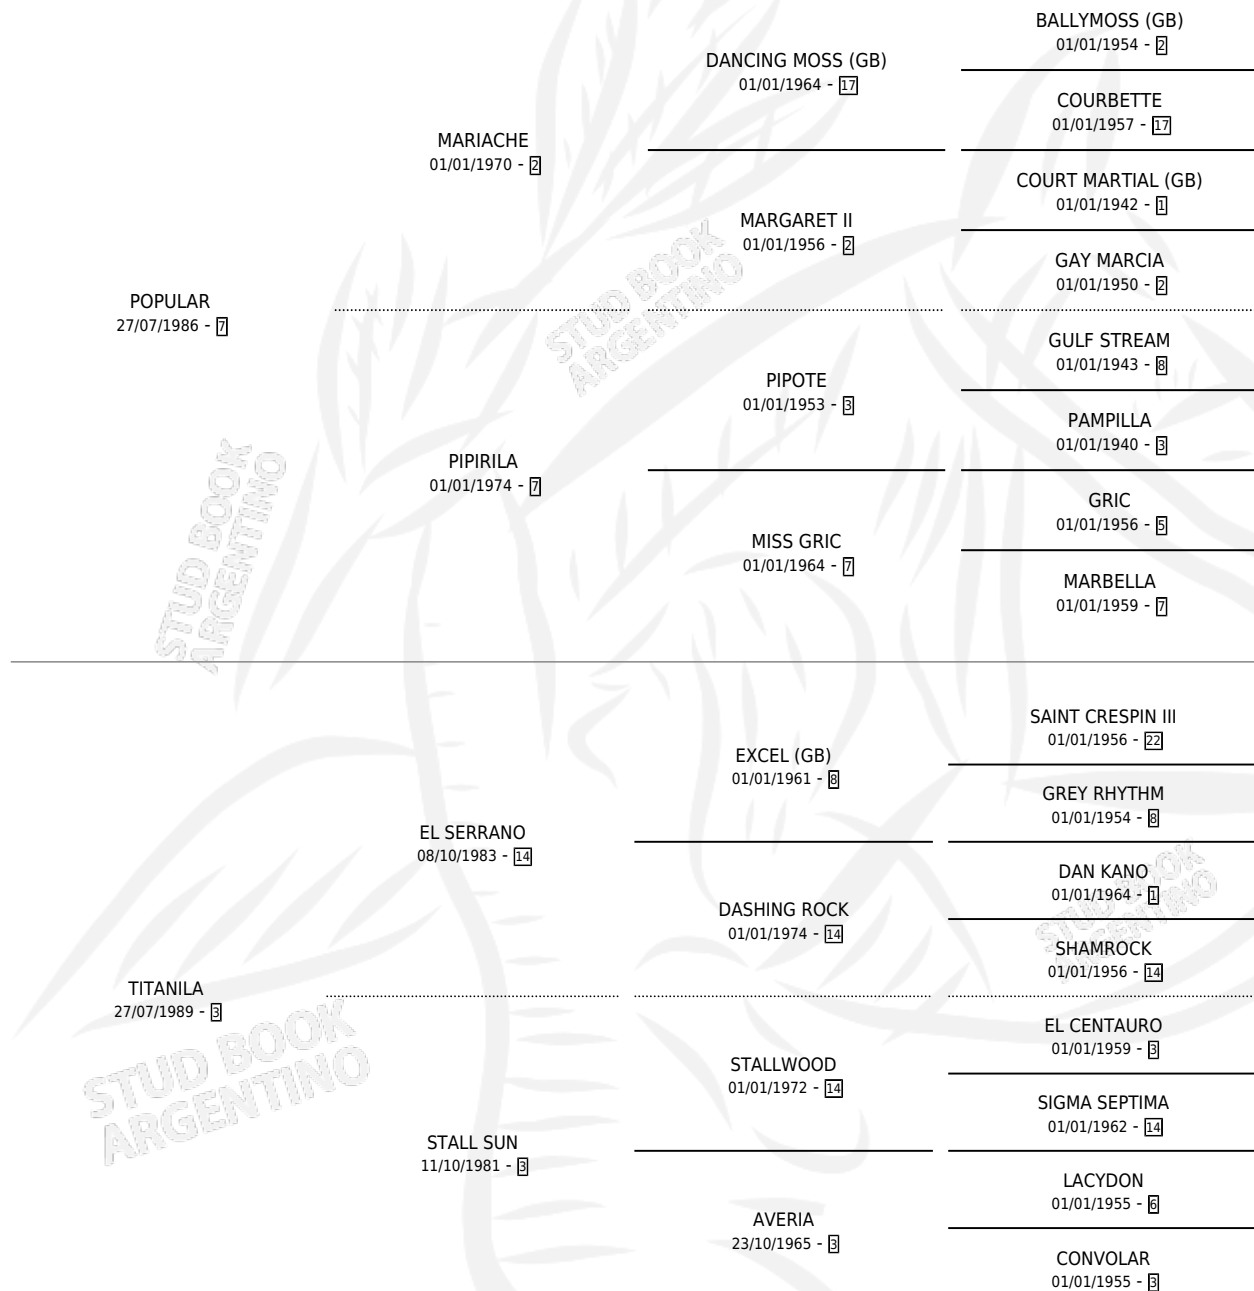 BALLYMOSS (GB)
01/01/1954 - 2
DANCING MOSS (GB)
01/01/1964 - 17
COURBETTE
01/01/1957 - 17
MARIACHE
01/01/1970 - 2
COURT MARTIAL (GB)
01/01/1942 - 1
MARGARET II
01/01/1956 - 2
GAY MARCIA
01/01/1950 - 2
POPULAR
27/07/1986 - 7
GULF STREAM
01/01/1943 - 8
PIPOTE
01/01/1953 - 3
PAMPILLA
01/01/1940 - 3
PIPIRILA
01/01/1974 - 7
GRIC
01/01/1956 - 5
MISS GRIC
01/01/1964 - 7
MARBELLA
01/01/1959 - 7
SAINT CRESPIN III
01/01/1956 - 22
EXCEL (GB)
01/01/1961 - 8
GREY RHYTHM
01/01/1954 - 8
EL SERRANO
08/10/1983 - 14
DAN KANO
01/01/1964 - 1
DASHING ROCK
01/01/1974 - 14
SHAMROCK
01/01/1956 - 14
TITANILA
27/07/1989 - 3
EL CENTAURO
01/01/1959 - 3
STALLWOOD
01/01/1972 - 14
SIGMA SEPTIMA
01/01/1962 - 14
STALL SUN
11/10/1981 - 3
LACYDON
01/01/1955 - 6
AVERIA
23/10/1965 - 3
CONVOLAR
01/01/1955 - 3
STUD BOOK
ARGENTINO
STUD BOOK
ARGENTINO
STUD BOOK
ARGENTINO
STUD BOOK
ARGENTINO